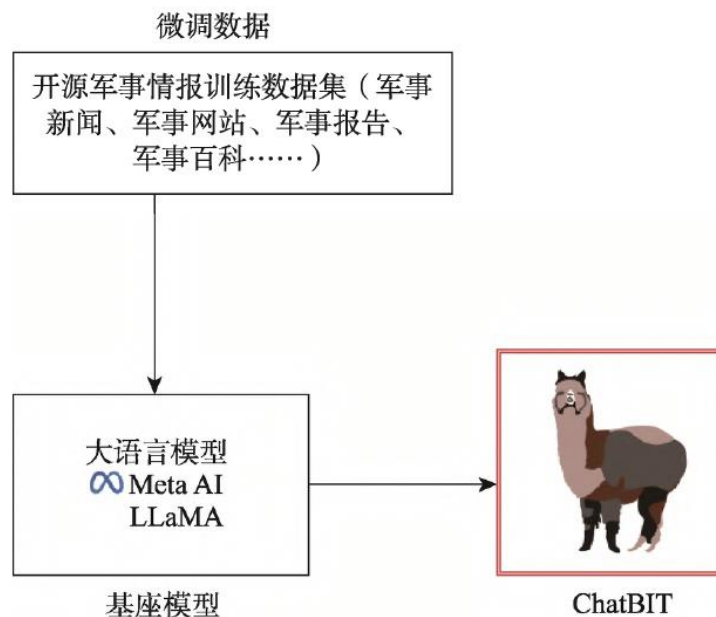 微调数据
开源军事情报训练数据集（军事
新闻、军事网站、军事报告、
军事百科……）
大语言模型
Meta AI
LLaMA
基座模型
ChatBIT